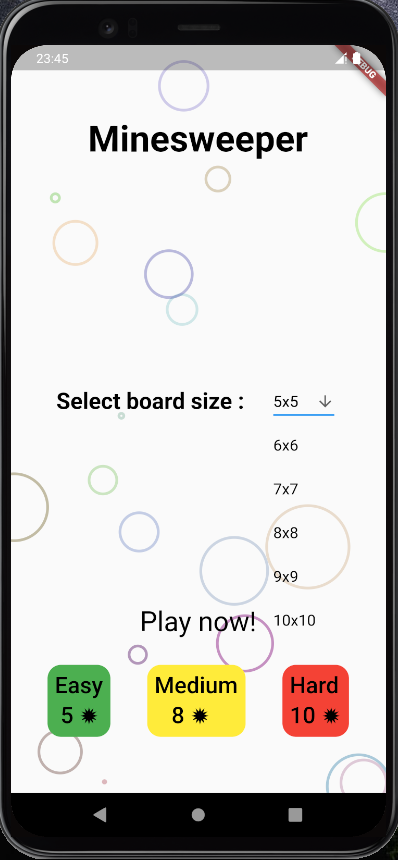 23:45
Minesweeper
Select board size :
5x5
6x6
7x7
8x8
9x9
10x10
Play now!
Easy
5
Medium
8
Hard
10